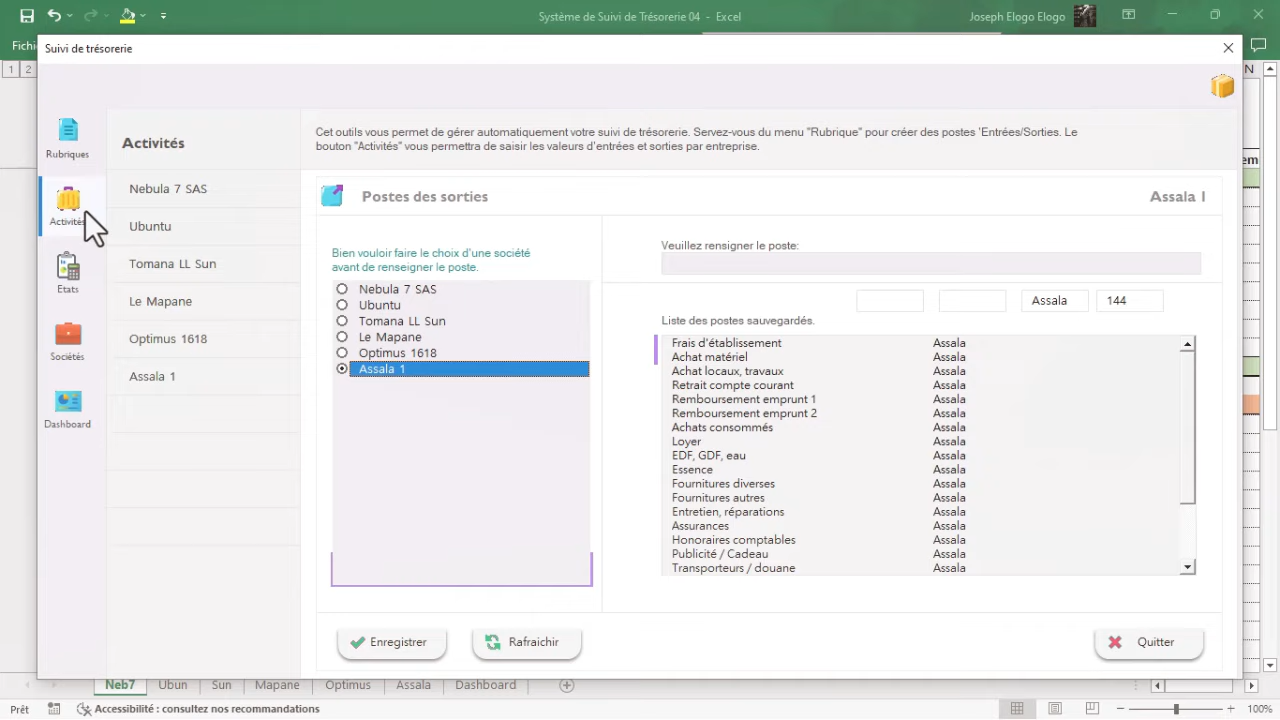 Système de Suivi de Trésorerie 04 - Excel
Joseph Elogo Elogo
Fichi
Suivi de trésorerie
1 2
N
Rubriques
Activités
Etats
Sociétés
Dashboard
Activités
Nebula 7 SAS
Ubuntu
Tomana LL Sun
Le Mapane
Optimus 1618
Assala 1
Cet outils vous permet de gérer automatiquement votre suivi de trésorerie. Servez-vous du menu "Rubrique" pour créer des postes 'Entrées/Sorties. Le
bouton "Activités" vous permettra de saisir les valeurs d'entrées et sorties par entreprise.
Postes des sorties
Assala 1
Bien vouloir faire le choix d'une société
avant de renseigner le poste.
Nebula 7 SAS
Ubuntu
Tomana LL Sun
Le Mapane
Optimus 1618
Assala 1
Veuillez rensigner le poste:
Assala 144
Liste des postes sauvegardés.
Frais d'établissement Assala
Achat matériel Assala
Achat locaux, travaux Assala
Retrait compte courant Assala
Remboursement emprunt 1 Assala
Remboursement emprunt 2 Assala
Achats consommés Assala
Loyer Assala
EDF, GDF, eau Assala
Essence Assala
Fournitures diverses Assala
Fournitures autres Assala
Entretien, réparations Assala
Assurances Assala
Honoraires comptables Assala
Publicité / Cadeau Assala
Transporteurs / douane Assala
Enregistrer
Rafraichir
Quitter
em
Neb7 Ubun Sun Mapane Optimus Assala Dashboard
Prêt
Accessibilité : consultez nos recommandations
100%